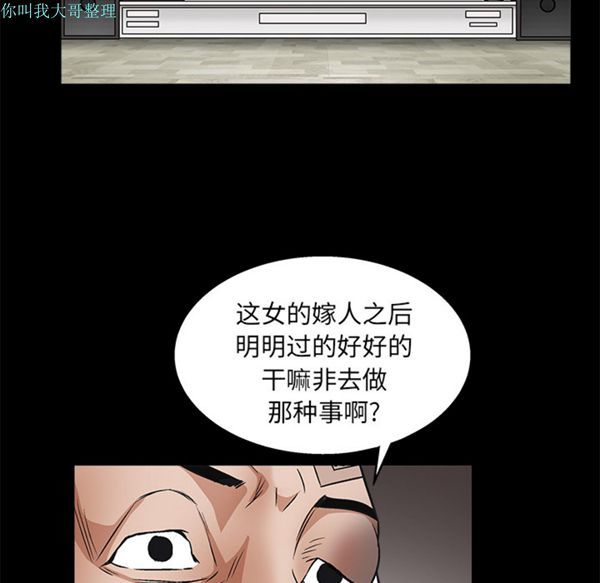 你叫我大哥整理
这女的嫁人之后
明明过的好好的
干嘛非去做
那种事啊?